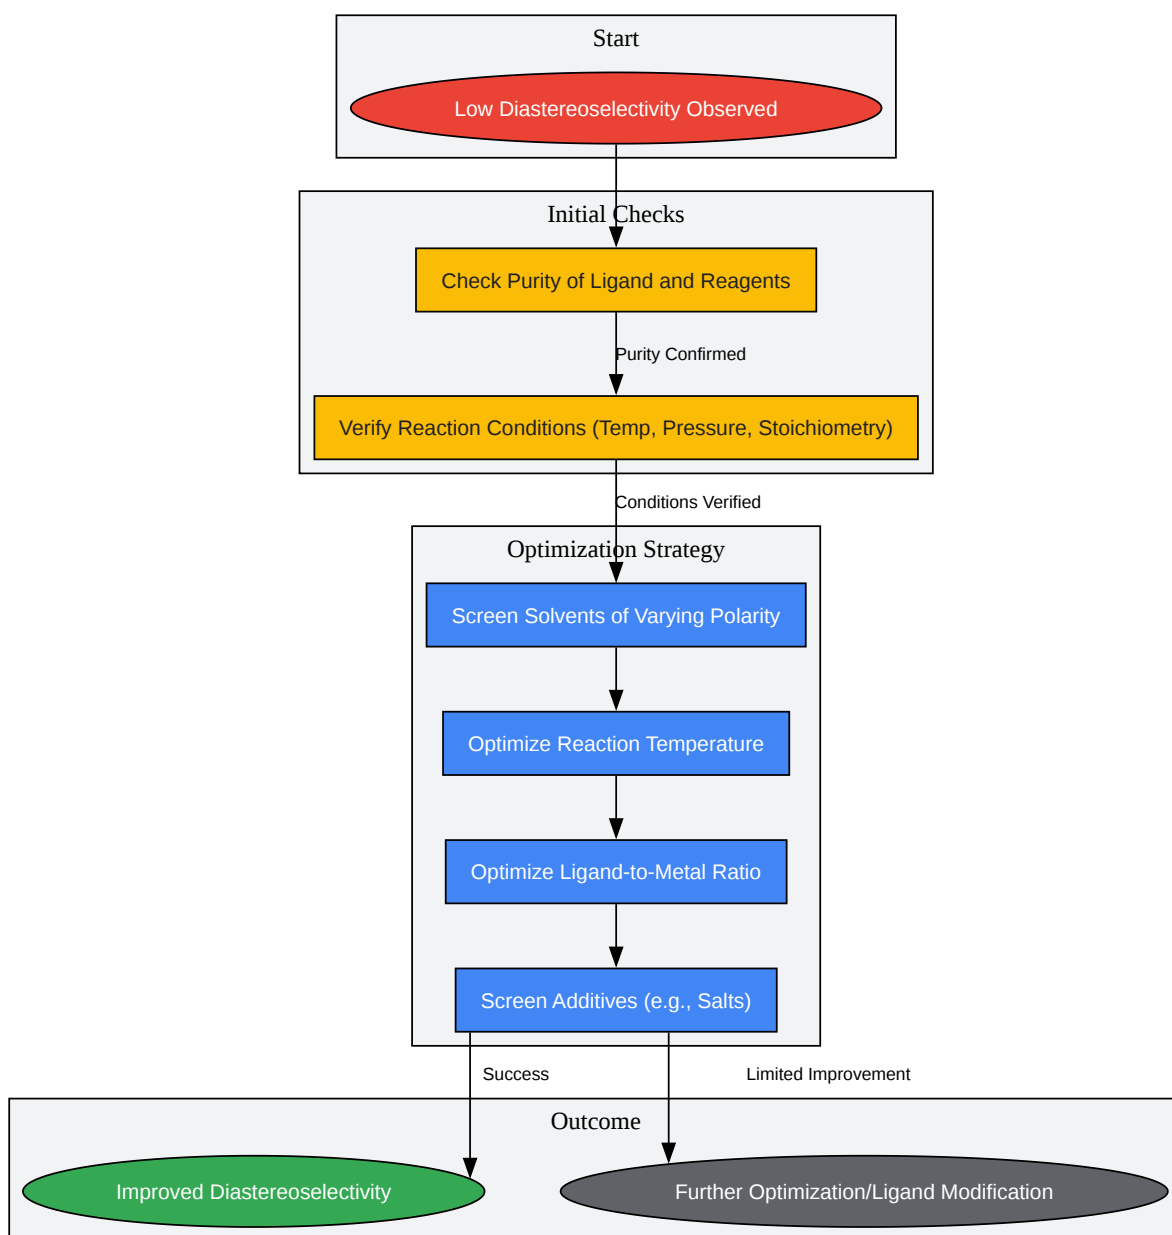 Start
Low Diastereoselectivity Observed
Initial Checks
Check Purity of Ligand and Reagents
Purity Confirmed
Verify Reaction Conditions (Temp, Pressure, Stoichiometry)
Conditions Verified
Optimization Strategy
Screen Solvents of Varying Polarity
Optimize Reaction Temperature
Optimize Ligand-to-Metal Ratio
Screen Additives (e.g., Salts)
Success
Limited Improvement
Outcome
Improved Diastereoselectivity
Further Optimization/Ligand Modification